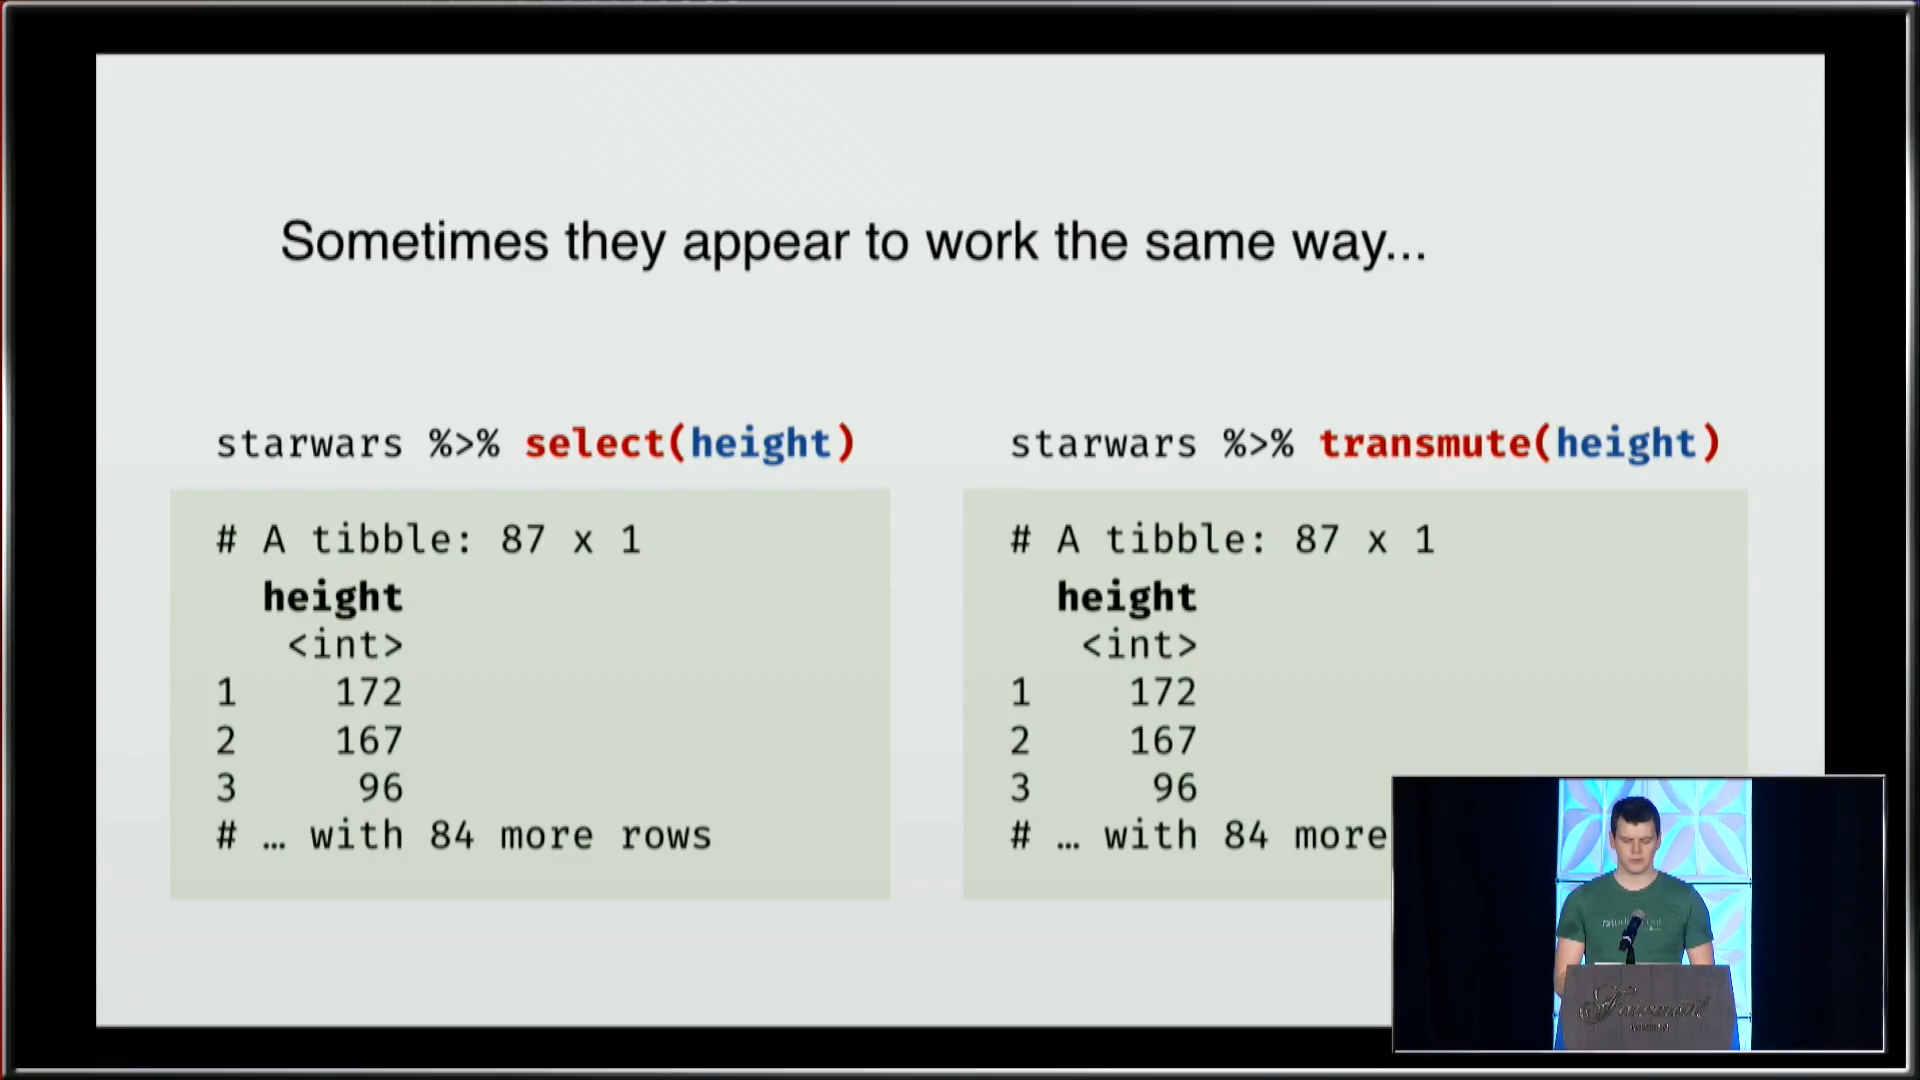 Sometimes they appear to work the same way...
starwars %>% select(height)
# A tibble: 87 x 1
height
<int>
1 172
2 167
3 96
# … with 84 more rows
starwars %>% transmute(height)
# A tibble: 87 x 1
height
<int>
1 172
2 167
3 96
# … with 84 more
Fairmont